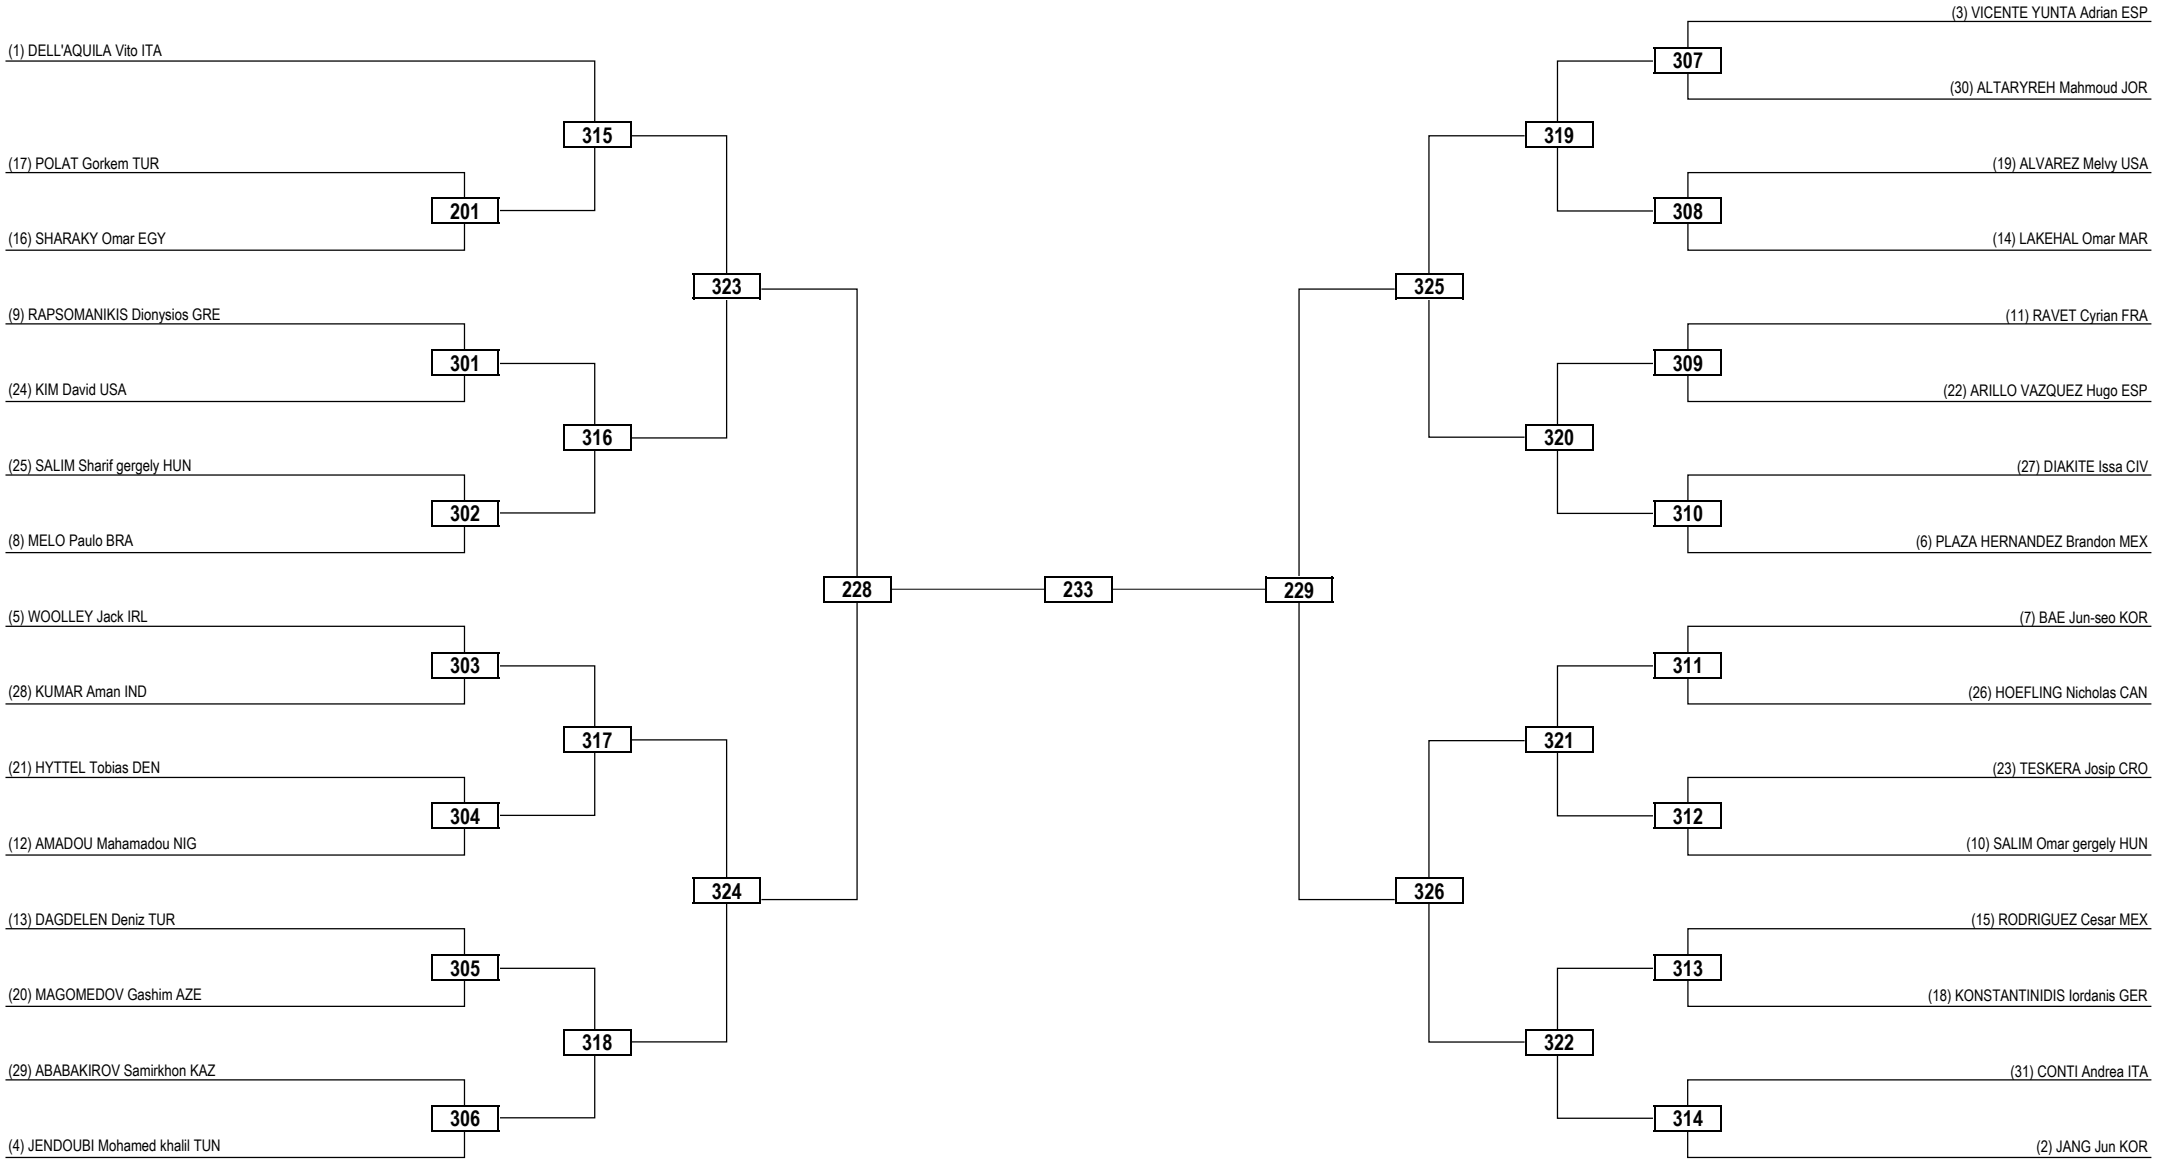 (3) VICENTE YUNTA Adrian ESP
(1) DELL'AQUILA Vito ITA
307
(30) ALTARYREH Mahmoud JOR
315
319
(17) POLAT Gorkem TUR
(19) ALVAREZ Melvy USA
201
308
(16) SHARAKY Omar EGY
(14) LAKEHAL Omar MAR
323
325
(9) RAPSOMANIKIS Dionysios GRE
(11) RAVET Cyrian FRA
301
309
(24) KIM David USA
(22) ARILLO VAZQUEZ Hugo ESP
316
320
(25) SALIM Sharif gergely HUN
(27) DIAKITE Issa CIV
302
310
(8) MELO Paulo BRA
(6) PLAZA HERNANDEZ Brandon MEX
228
233
229
(5) WOOLLEY Jack IRL
(7) BAE Jun-seo KOR
303
311
(28) KUMAR Aman IND
(26) HOEFLING Nicholas CAN
317
321
(21) HYTTEL Tobias DEN
(23) TESKERA Josip CRO
304
312
(12) AMADOU Mahamadou NIG
(10) SALIM Omar gergely HUN
324
326
(13) DAGDELEN Deniz TUR
(15) RODRIGUEZ Cesar MEX
305
313
(20) MAGOMEDOV Gashim AZE
(18) KONSTANTINIDIS Iordanis GER
318
322
(29) ABABAKIROV Samirkhon KAZ
(31) CONTI Andrea ITA
306
314
(4) JENDOUBI Mohamed khalil TUN
(2) JANG Jun KOR